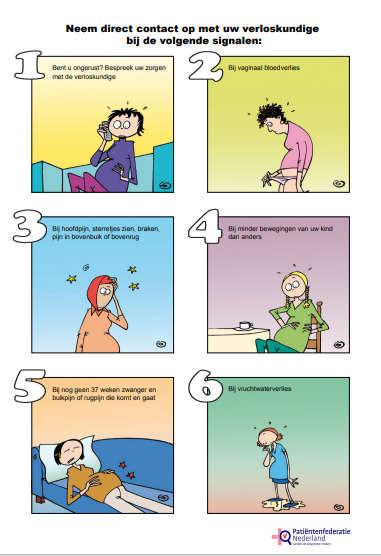 Neem direct contact op met uw verloskundige
bij de volgende signalen:
1
Bent u ongerust? Bespreek uw zorgen
met de verloskundige
2
Bij vaginaal bloedverlies
3
Bij hoofdpijn, sterretjes zien, braken,
pijn in bovenbuik of bovenrug
4
Bij minder bewegingen van uw kind
dan anders
5
Bij nog geen 37 weken zwanger en
buikpijn of rugpijn die komt en gaat
6
Bij vruchtwaterverlies
Patiëntenfederatie
Nederland